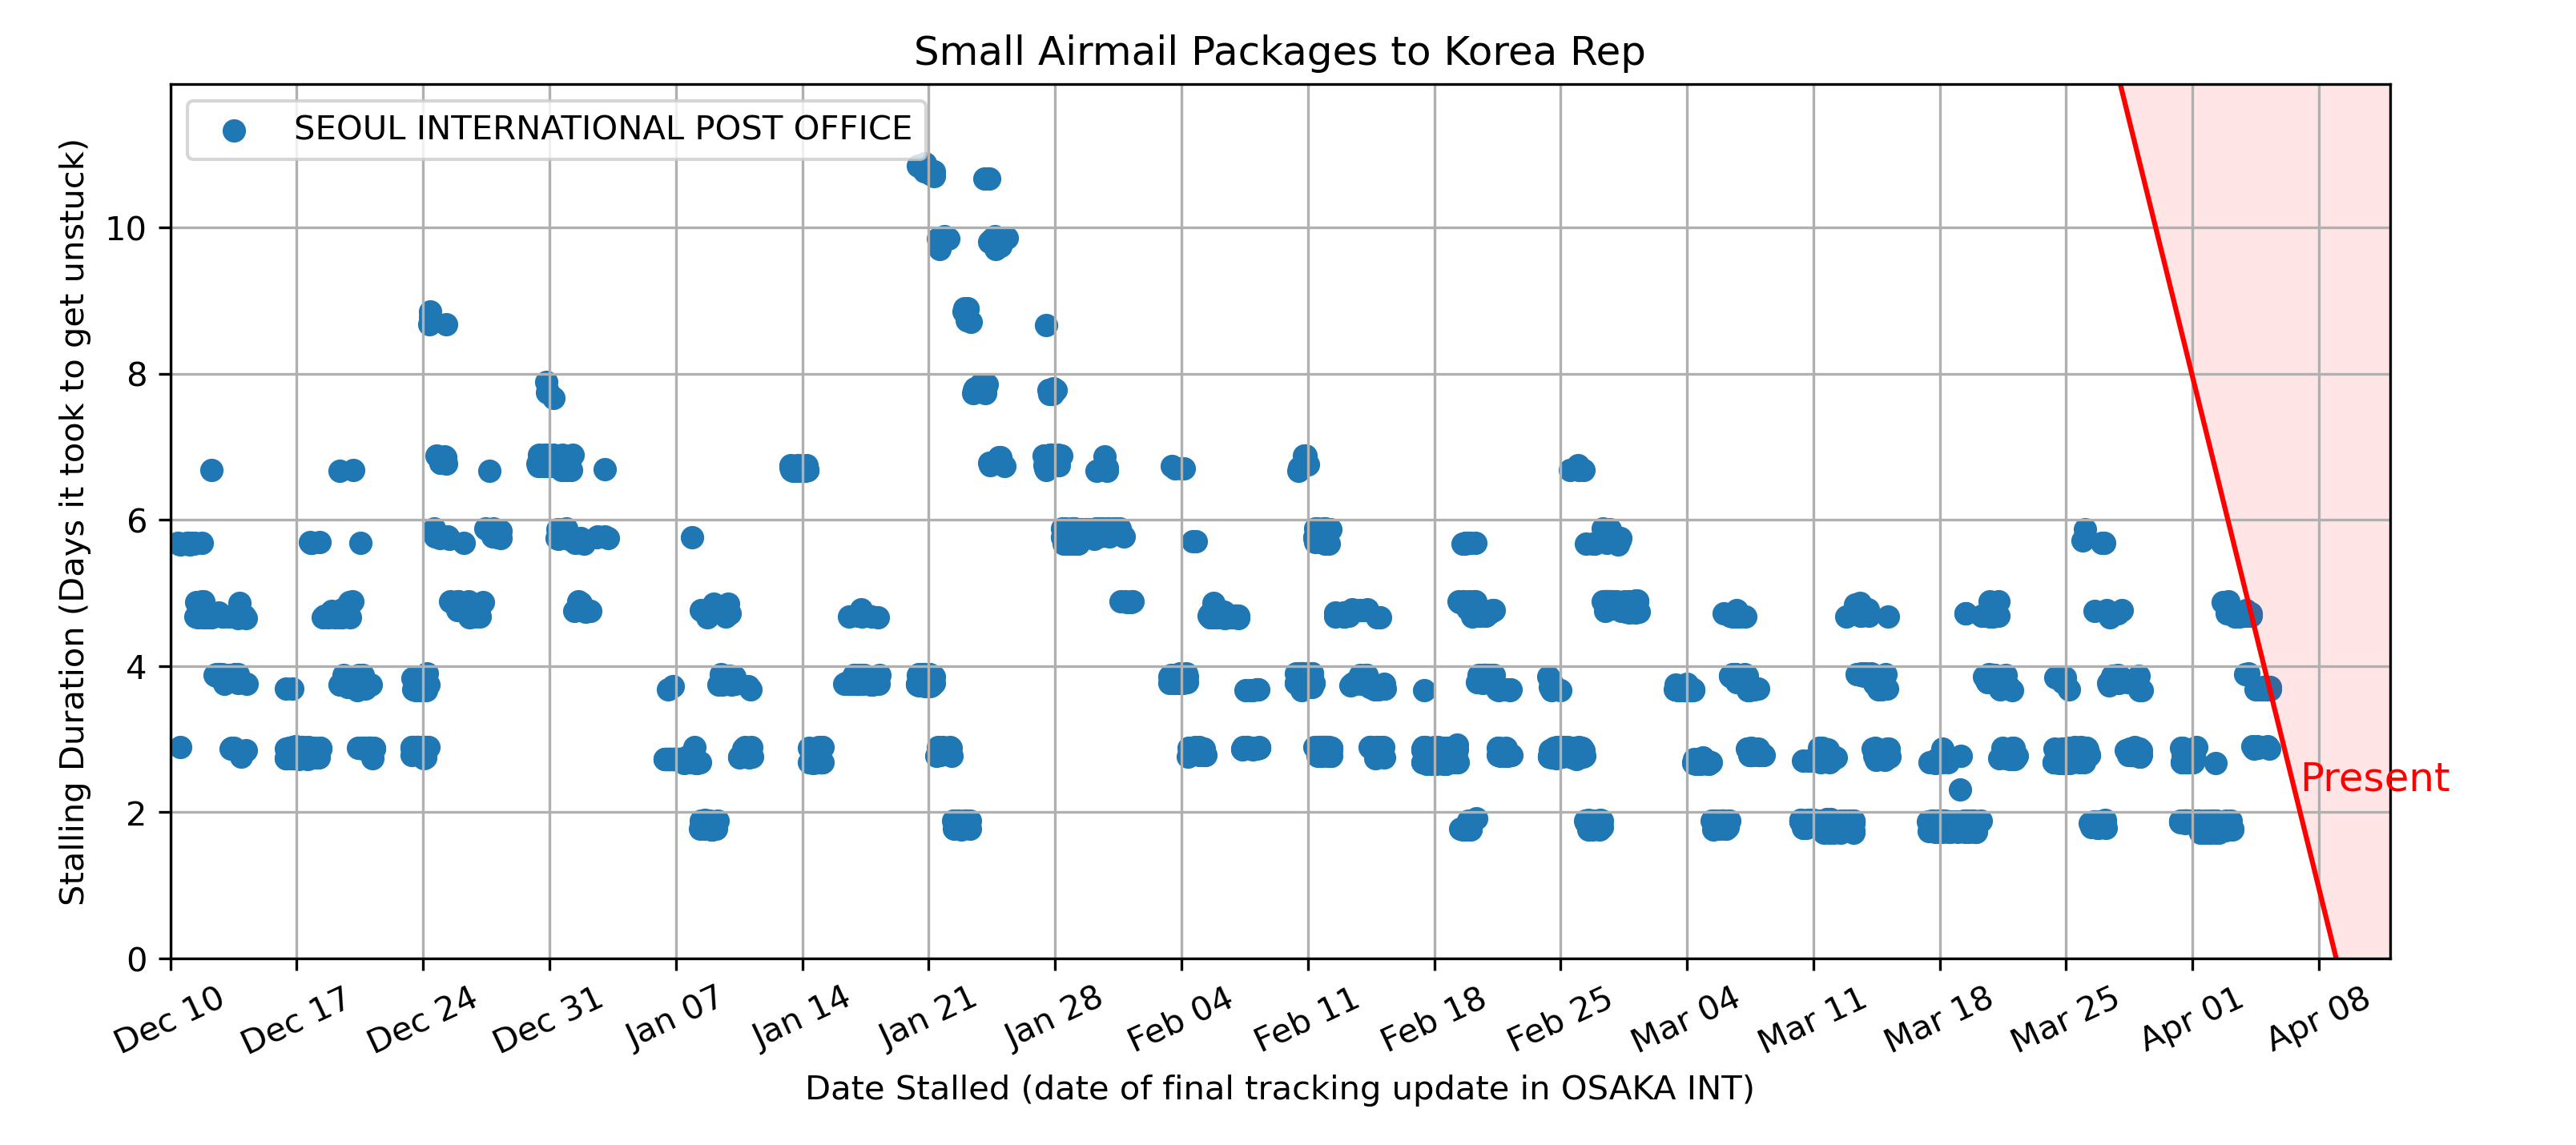 Small Airmail Packages to Korea Rep
SEOUL INTERNATIONAL POST OFFICE
Stalling Duration (Days it took to get unstuck)
10
8
6
4
2
0
Present
Dec 10 Dec 17 Dec 24 Dec 31 Jan 07 Jan 14 Jan 21 Jan 28 Feb 04 Feb 11 Feb 18 Feb 25 Mar 04 Mar 11 Mar 18 Mar 25 Apr 01 Apr 08
Date Stalled (date of final tracking update in OSAKA INT)